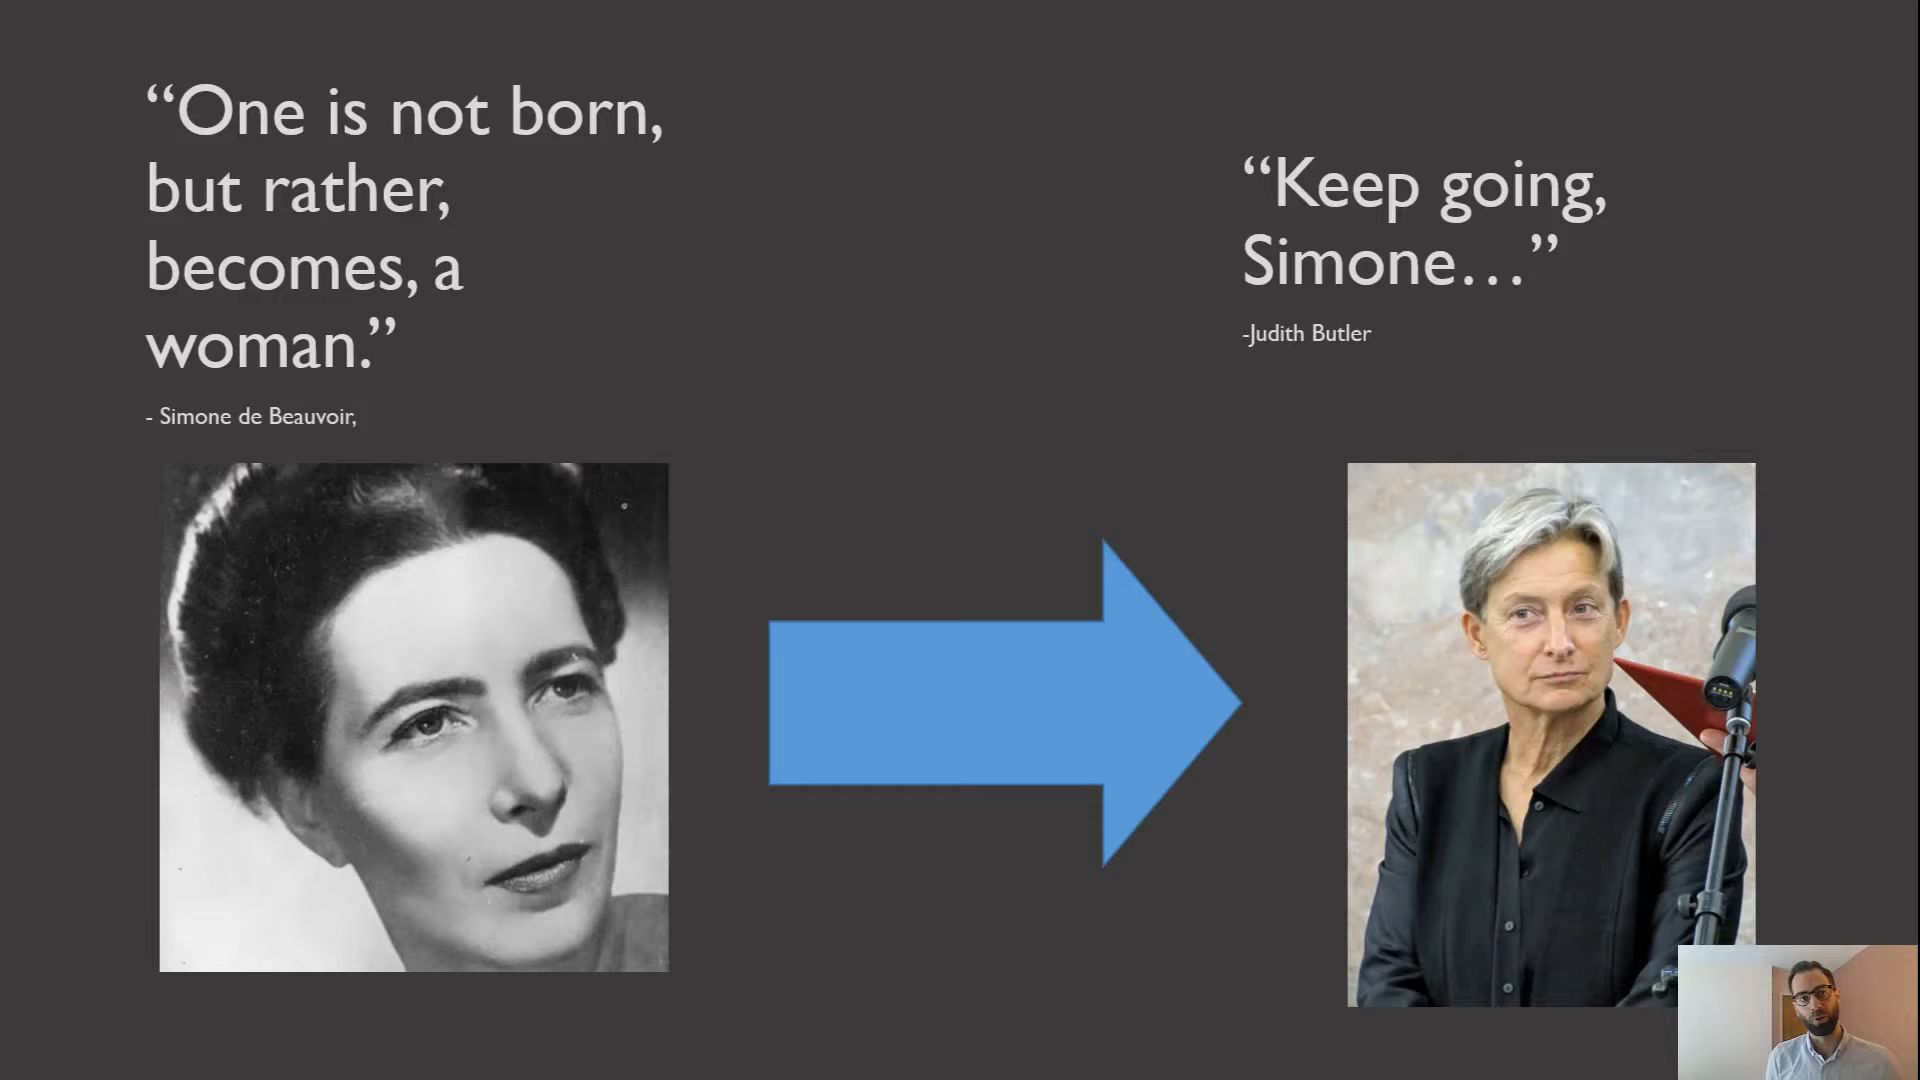 “One is not born,
but rather,
becomes, a
woman.”
- Simone de Beauvoir,
“Keep going,
Simone…”
-Judith Butler